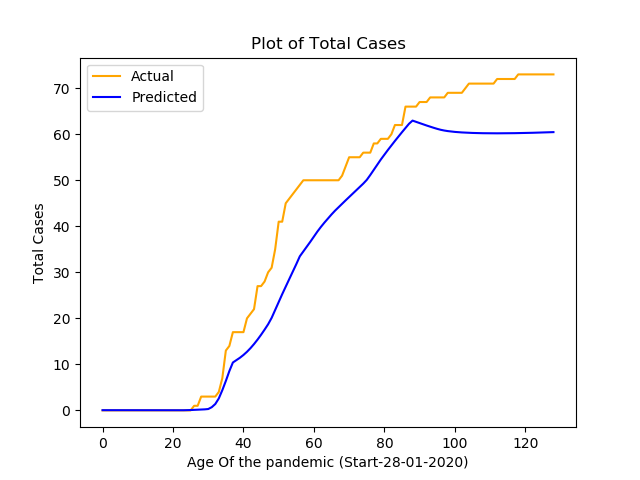 Plot of Total Cases
Actual
Predicted
70
60
50
40
30
20
10
0
Total Cases
0 20 40 60 80 100 120
Age Of the pandemic (Start-28-01-2020)